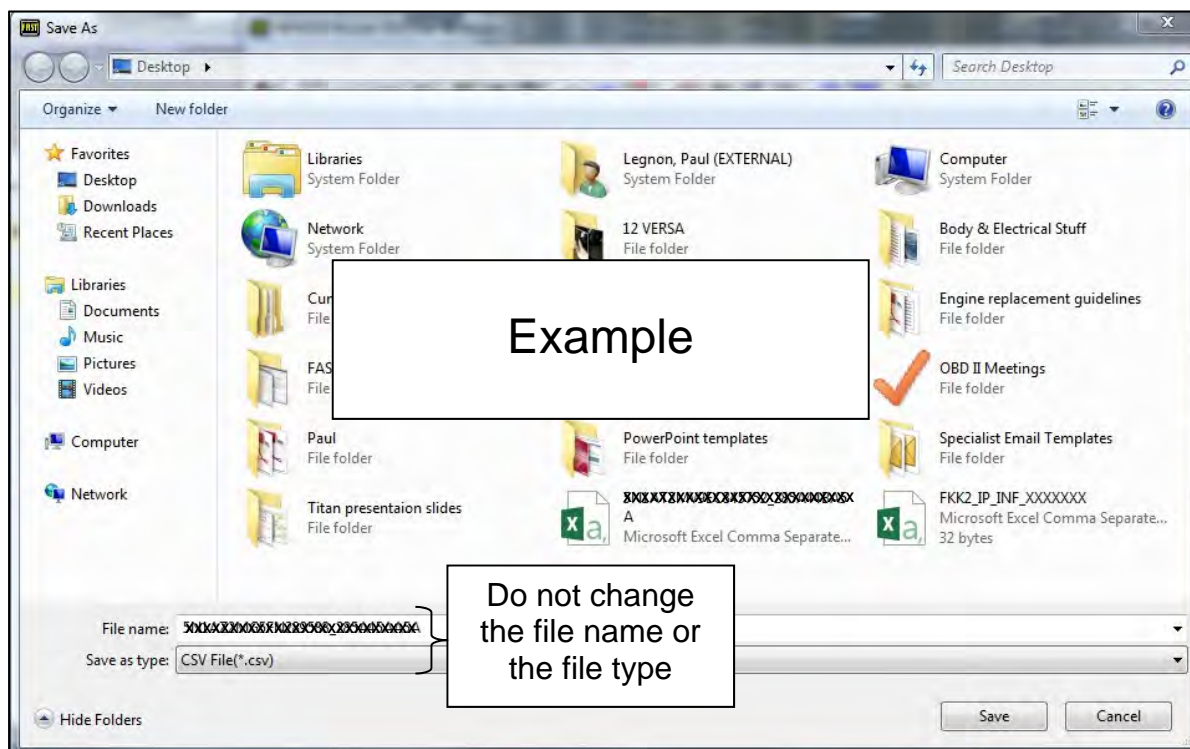 FAST Save As
Desktop
Search Desktop
Organize
New folder
Favorites
Desktop
Downloads
Recent Places
Libraries
Documents
Music
Pictures
Videos
Computer
Network
Libraries
System Folder
Legnon, Paul (EXTERNAL)
System Folder
Computer
System Folder
Network
System Folder
12 VERSA
File folder
Body & Electrical Stuff
File folder
Cur
File
Engine replacement guidelines
File folder
FAS
File
OBD II Meetings
File folder
Example
Paul
File folder
PowerPoint templates
File folder
Specialist Email Templates
File folder
Titan presentaion slides
File folder
A
Microsoft Excel Comma Separate...
FKK2_IP_INF_XXXXXXX
Microsoft Excel Comma Separate...
32 bytes
Do not change
the file name or
the file type
File name:
Save as type: CSV File(*.csv)
Hide Folders
Save
Cancel